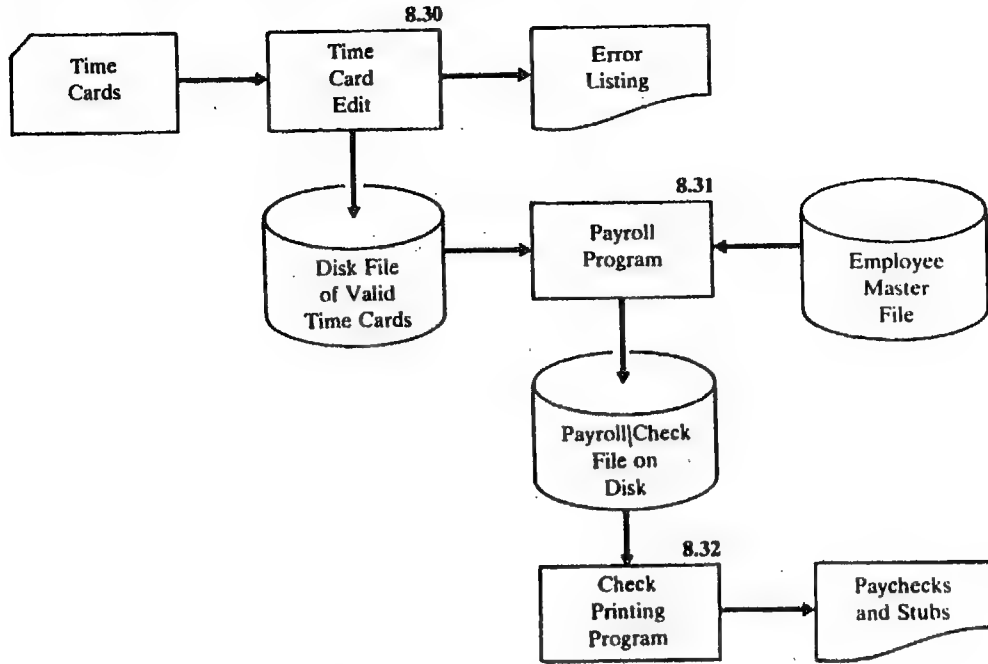 8.30
Time
Cards
Time
Card
Edit
Error
Listing
8.31
Disk File
of Valid
Time Cards
Payroll
Program
Employee
Master
File
Payroll|Check
File on
Disk
8.32
Check
Printing
Program
Paychecks
and Stubs